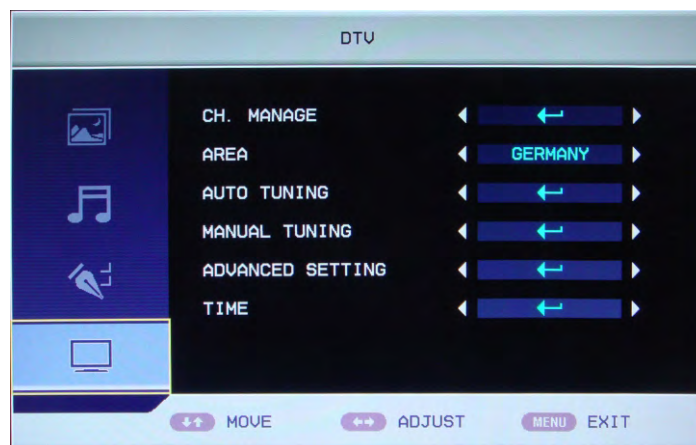 DTV
CH. MANAGE
AREA GERMANY
AUTO TUNING
MANUAL TUNING
ADVANCED SETTING
TIME
MOVE ADJUST MENU EXIT